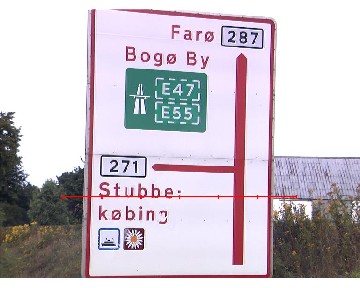 Farø 287
Bogø By
E47
E55
271
Stubbe-
købing